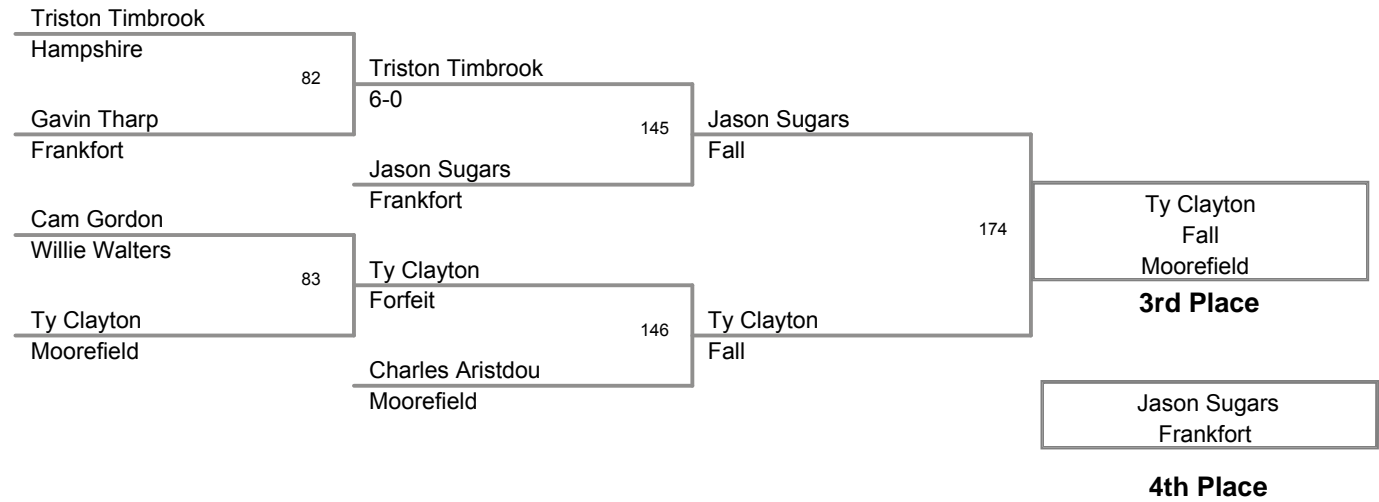 Triston Timbrook
Hampshire
82
Triston Timbrook
6-0
Gavin Tharp
Frankfort
145
Jason Sugars
Fall
Jason Sugars
Frankfort
Cam Gordon
Willie Walters
174
Ty Clayton
Fall
Moorefield
3rd Place
83
Ty Clayton
Forfeit
Ty Clayton
Moorefield
146
Ty Clayton
Fall
Charles Aristdou
Moorefield
Jason Sugars
Frankfort
4th Place